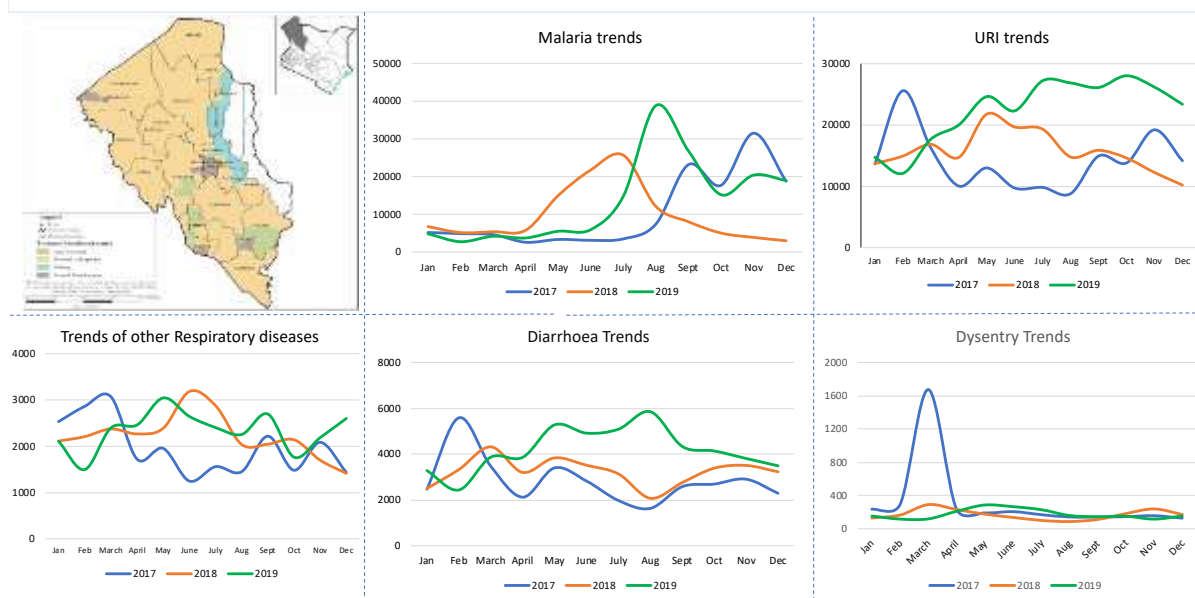 Malaria trends
50000
40000
30000
20000
10000
0
Jan Feb March April May June July Aug Sept Oct Nov Dec
2017 2018 2019
URI trends
30000
20000
10000
0
Jan Feb March April May June July Aug Sept Oct Nov Dec
2017 2018 2019
Trends of other Respiratory diseases
4000
3000
2000
1000
0
Jan Feb March April May June July Aug Sept Oct Nov Dec
2017 2018 2019
Diarrhoea Trends
8000
6000
4000
2000
0
Jan Feb March April May June July Aug Sept Oct Nov Dec
2017 2018 2019
Dysentry Trends
2000
1600
1200
800
400
0
Jan Feb March April May June July Aug Sept Oct Nov Dec
2017 2018 2019